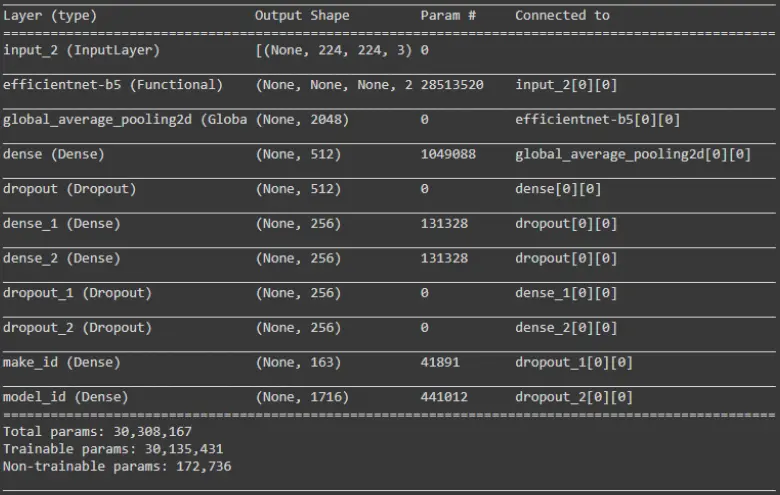 Layer (type) Output Shape Param # Connected to
==================================================================================================
input_2 (InputLayer) [(None, 224, 224, 3) 0
efficientnet-b5 (Functional) (None, None, None, 2 28513520 input_2[0][0]
global_average_pooling2d (Globa (None, 2048) 0 efficientnet-b5[0][0]
dense (Dense) (None, 512) 1049088 global_average_pooling2d[0][0]
dropout (Dropout) (None, 512) 0 dense[0][0]
dense_1 (Dense) (None, 256) 131328 dropout[0][0]
dense_2 (Dense) (None, 256) 131328 dropout[0][0]
dropout_1 (Dropout) (None, 256) 0 dense_1[0][0]
dropout_2 (Dropout) (None, 256) 0 dense_2[0][0]
make_id (Dense) (None, 163) 41891 dropout_1[0][0]
model_id (Dense) (None, 1716) 441012 dropout_2[0][0]
==================================================================================================
Total params: 30,308,167
Trainable params: 30,135,431
Non-trainable params: 172,736